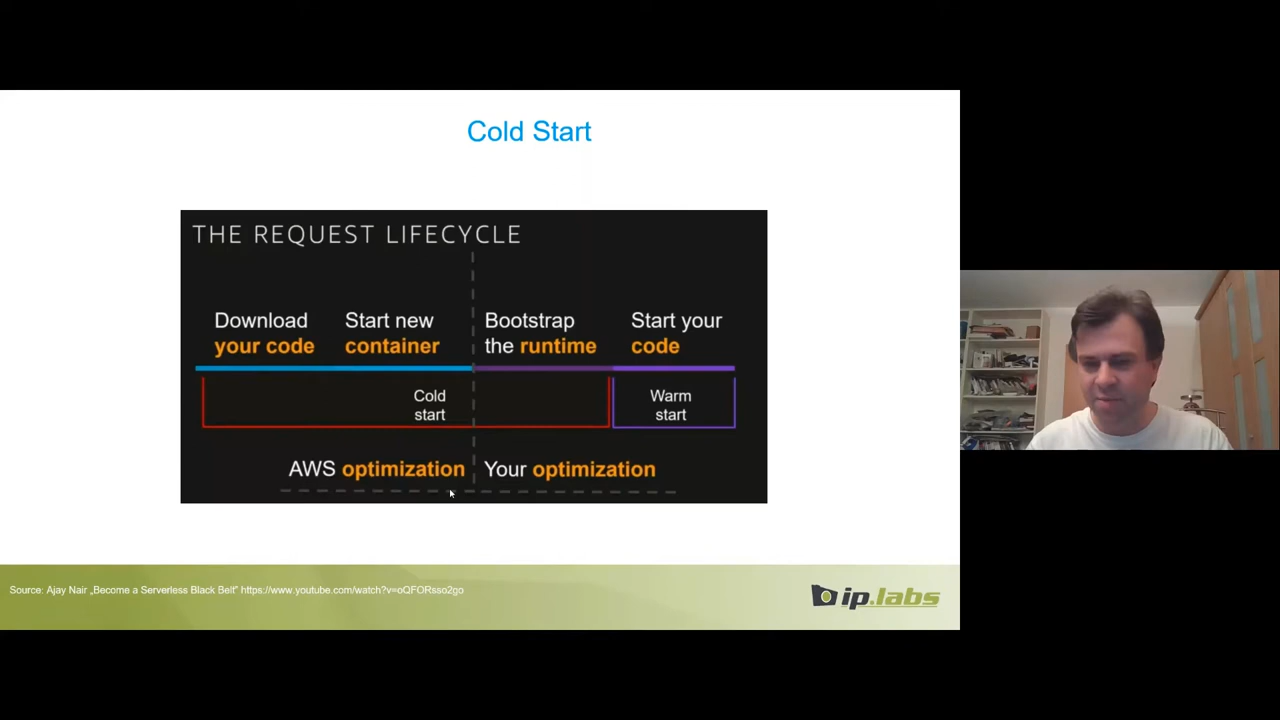 Cold Start
THE REQUEST LIFECYCLE
Download
your code
Start new
container
Bootstrap
the runtime
Start your
code
Cold
start
Warm
start
AWS optimization
Your optimization
Source: Ajay Nair „Become a Serverless Black Belt" https://www.youtube.com/watch?v=oQFORsso2go
ip.labs